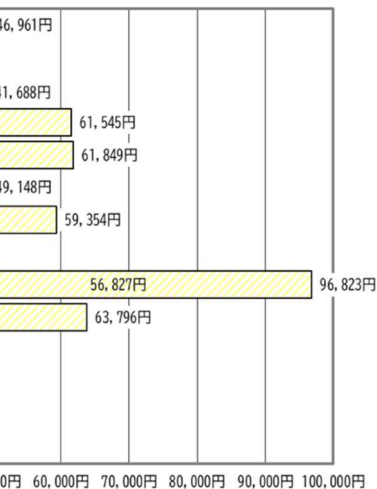 46,961円
41,688円
61,545円
61,849円
49,148円
59,354円
56,827円 96,823円
63,796円
0円 60,000円 70,000円 80,000円 90,000円 100,000円